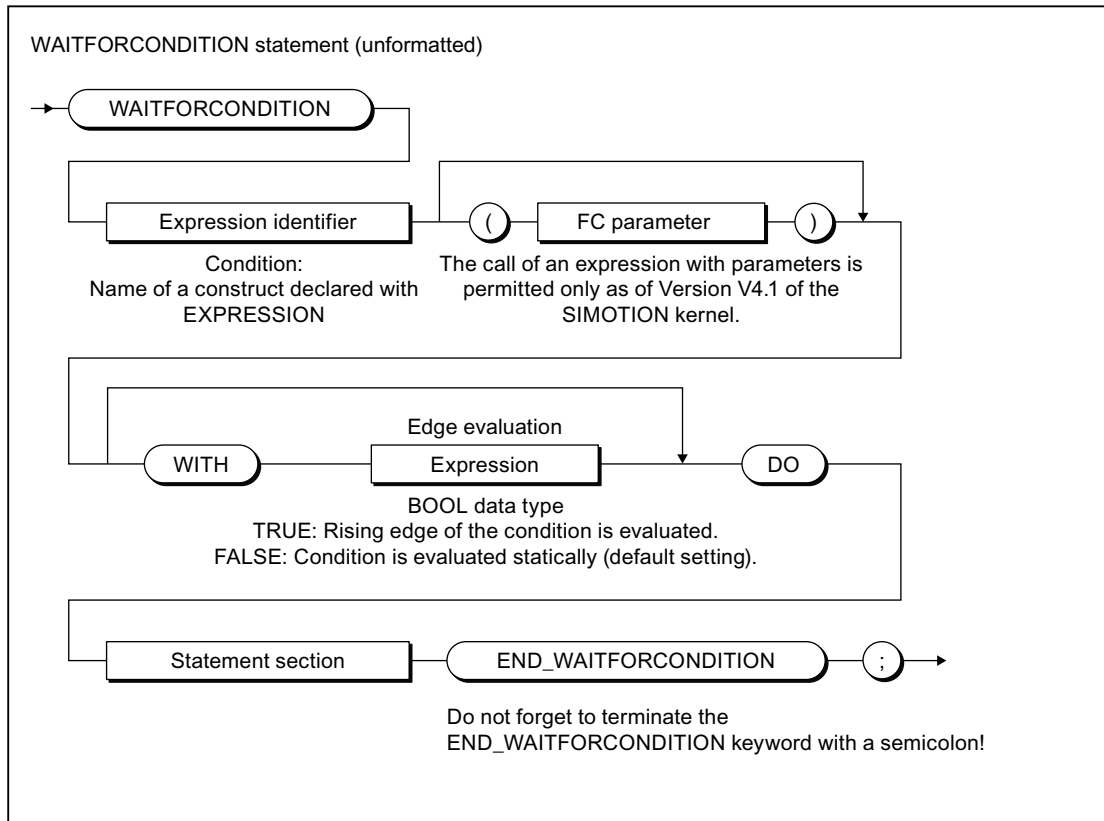 WAITFORCONDITION statement (unformatted)
WAITFORCONDITION
Expression identifier
(
FC parameter
)
Condition:
Name of a construct declared with
EXPRESSION
The call of an expression with parameters is
permitted only as of Version V4.1 of the
SIMOTION kernel.
Edge evaluation
WITH
Expression
DO
BOOL data type
TRUE: Rising edge of the condition is evaluated.
FALSE: Condition is evaluated statically (default setting).
Statement section
END_WAITFORCONDITION
;
Do not forget to terminate the
END_WAITFORCONDITION keyword with a semicolon!